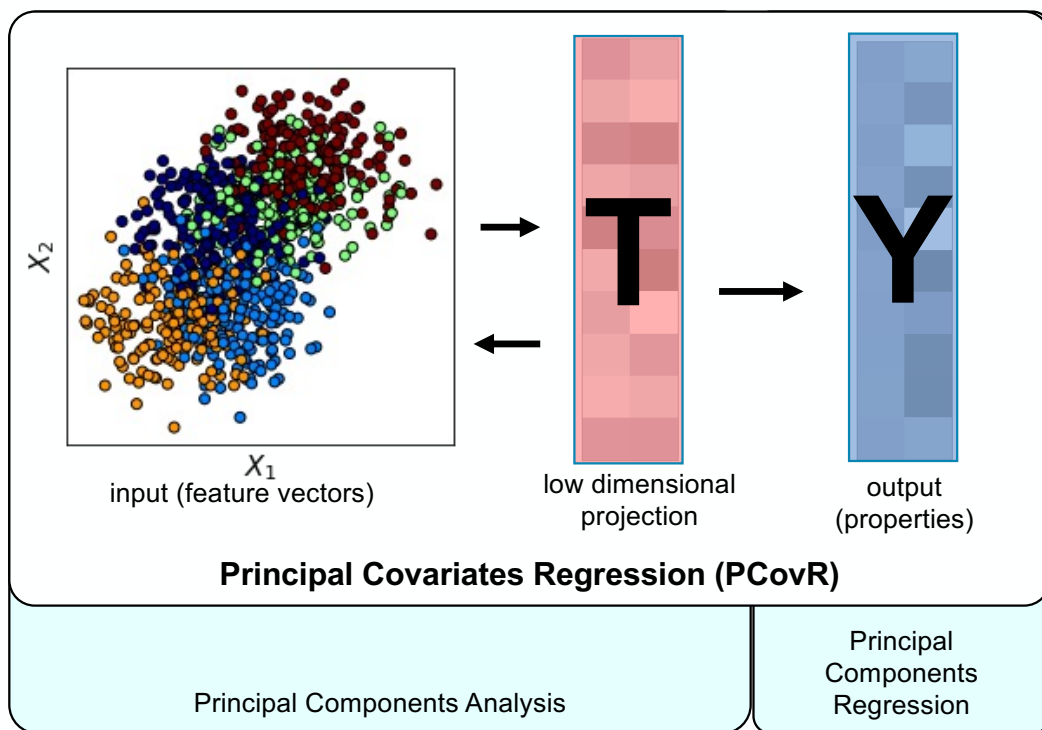 T
Y
X₂
X₁
input (feature vectors)
low dimensional
projection
output
(properties)
Principal Covariates Regression (PCovR)
Principal Components Analysis
Principal
Components
Regression